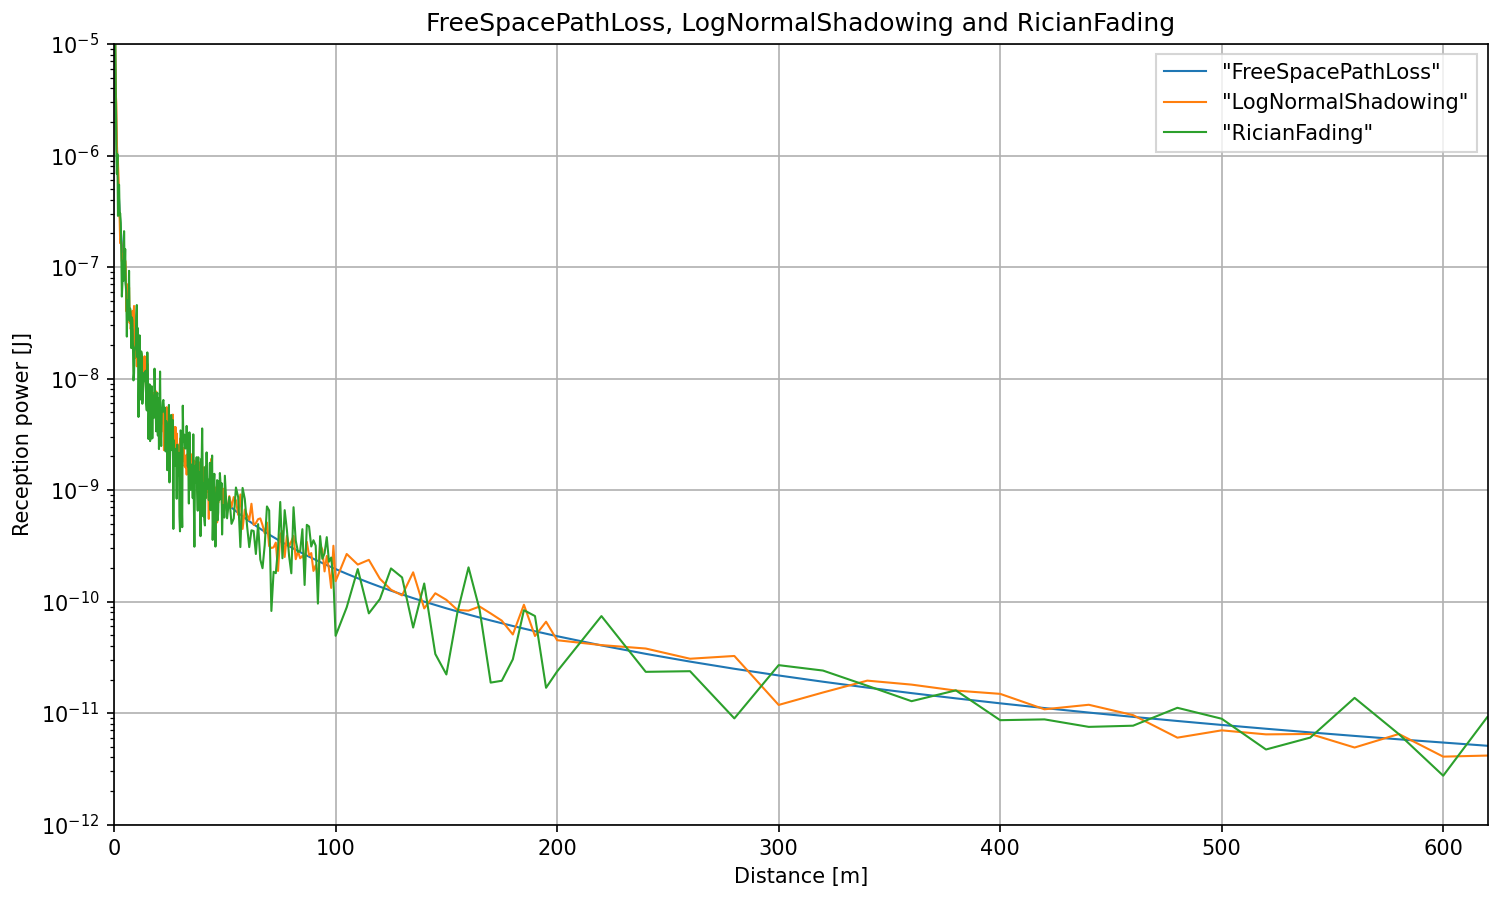 FreeSpacePathLoss, LogNormalShadowing and RicianFading
"FreeSpacePathLoss"
"LogNormalShadowing"
"RicianFading"
Reception power [J]
10⁻⁵
10⁻⁶
10⁻⁷
10⁻⁸
10⁻⁹
10⁻¹⁰
10⁻¹¹
10⁻¹²
0 100 200 300 400 500 600
Distance [m]